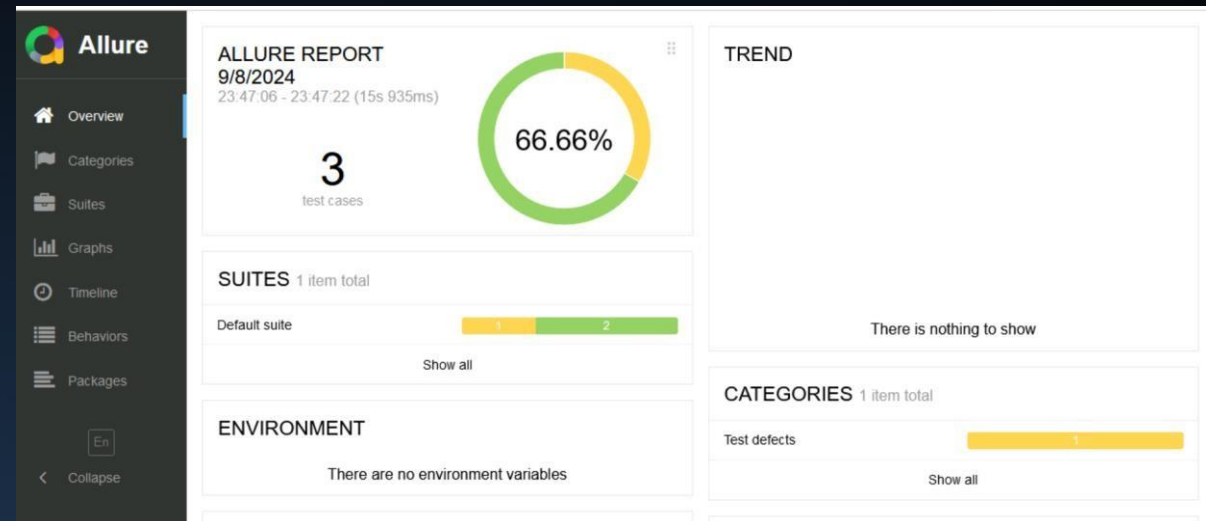 Allure
Overview
Categories
Suites
Graphs
Timeline
Behaviors
Packages
En
Collapse
ALLURE REPORT
9/8/2024
23:47:06 - 23:47:22 (15s 935ms)
3
test cases
66.66%
SUITES 1 item total
Default suite 1 2
Show all
ENVIRONMENT
There are no environment variables
TREND
There is nothing to show
CATEGORIES 1 item total
Test defects 1
Show all